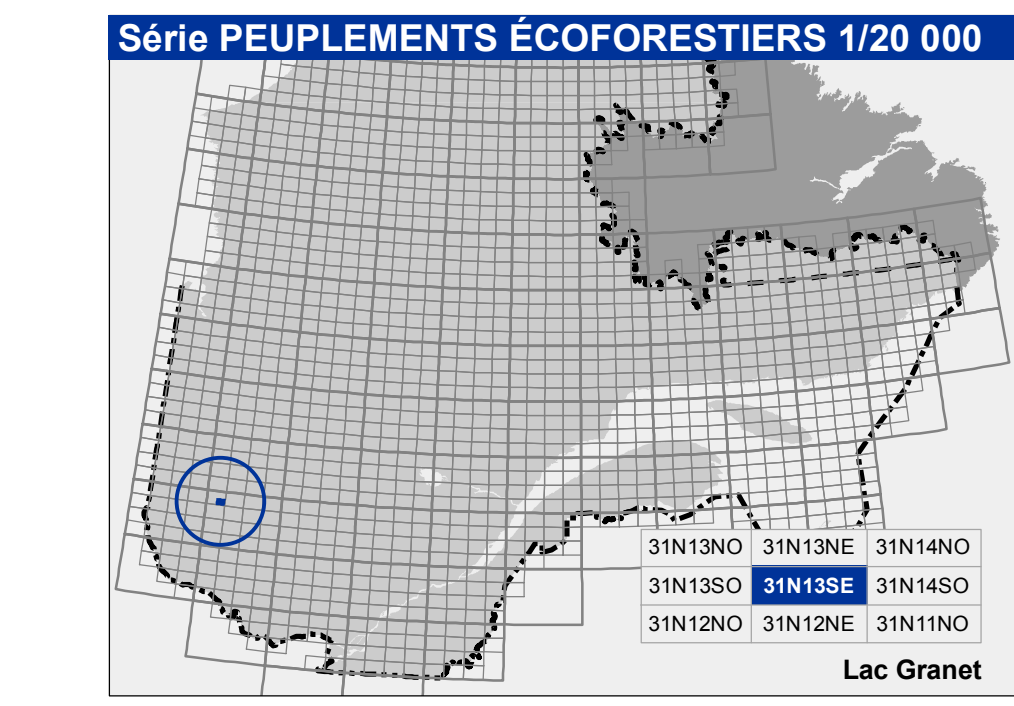 Série PEUPLEMENTS ÉCOFORESTIERS 1/20 000
31N13NO 31N13NE 31N14NO
31N13SO 31N13SE 31N14SO
31N12NO 31N12NE 31N11NO
Lac Granet